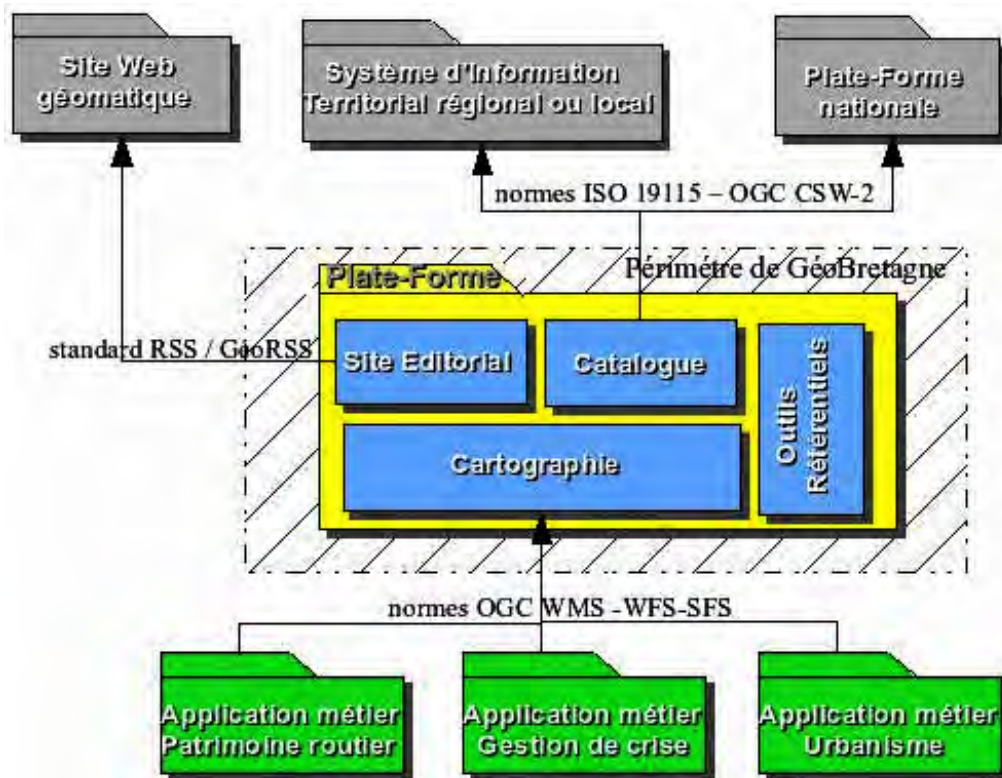 Site Web
géomatique
Système d'Information
Territorial régional ou local
Plate-Forme
nationale
normes ISO 19115 – OGC CSW-2
Périmétre de GéoBretagne
Plate-Forme
standard RSS / GéoRSS
Site Editorial
Catalogue
Outils
Rétérentiels
Cartographie
normes OGC WMS -WFS-SFS
Application métier
Patrimoine routier
Application métier
Gestion de crise
Application métier
Urbanisme